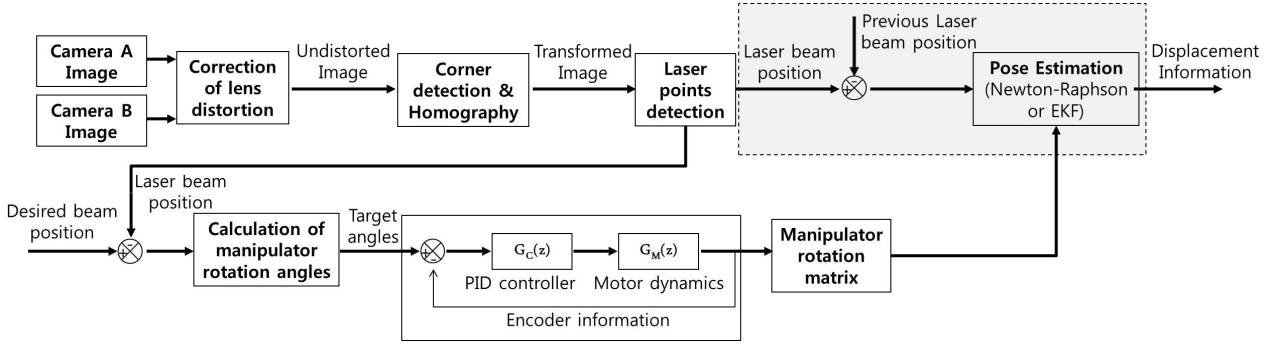 Camera A
Image
Camera B
Image
Correction
of lens
distortion
Undistorted
Image
Corner
detection &
Homography
Transformed
Image
Laser
points
detection
Laser beam
position
Previous Laser
beam position
+
-
Pose Estimation
(Newton-Raphson
or EKF)
Displacement
Information
Laser beam
position
Desired beam
position
+
-
Calculation of
manipulator
rotation angles
Target
angles
+
-
G_C(z)
PID controller
G_M(z)
Motor dynamics
Encoder information
Manipulator
rotation
matrix